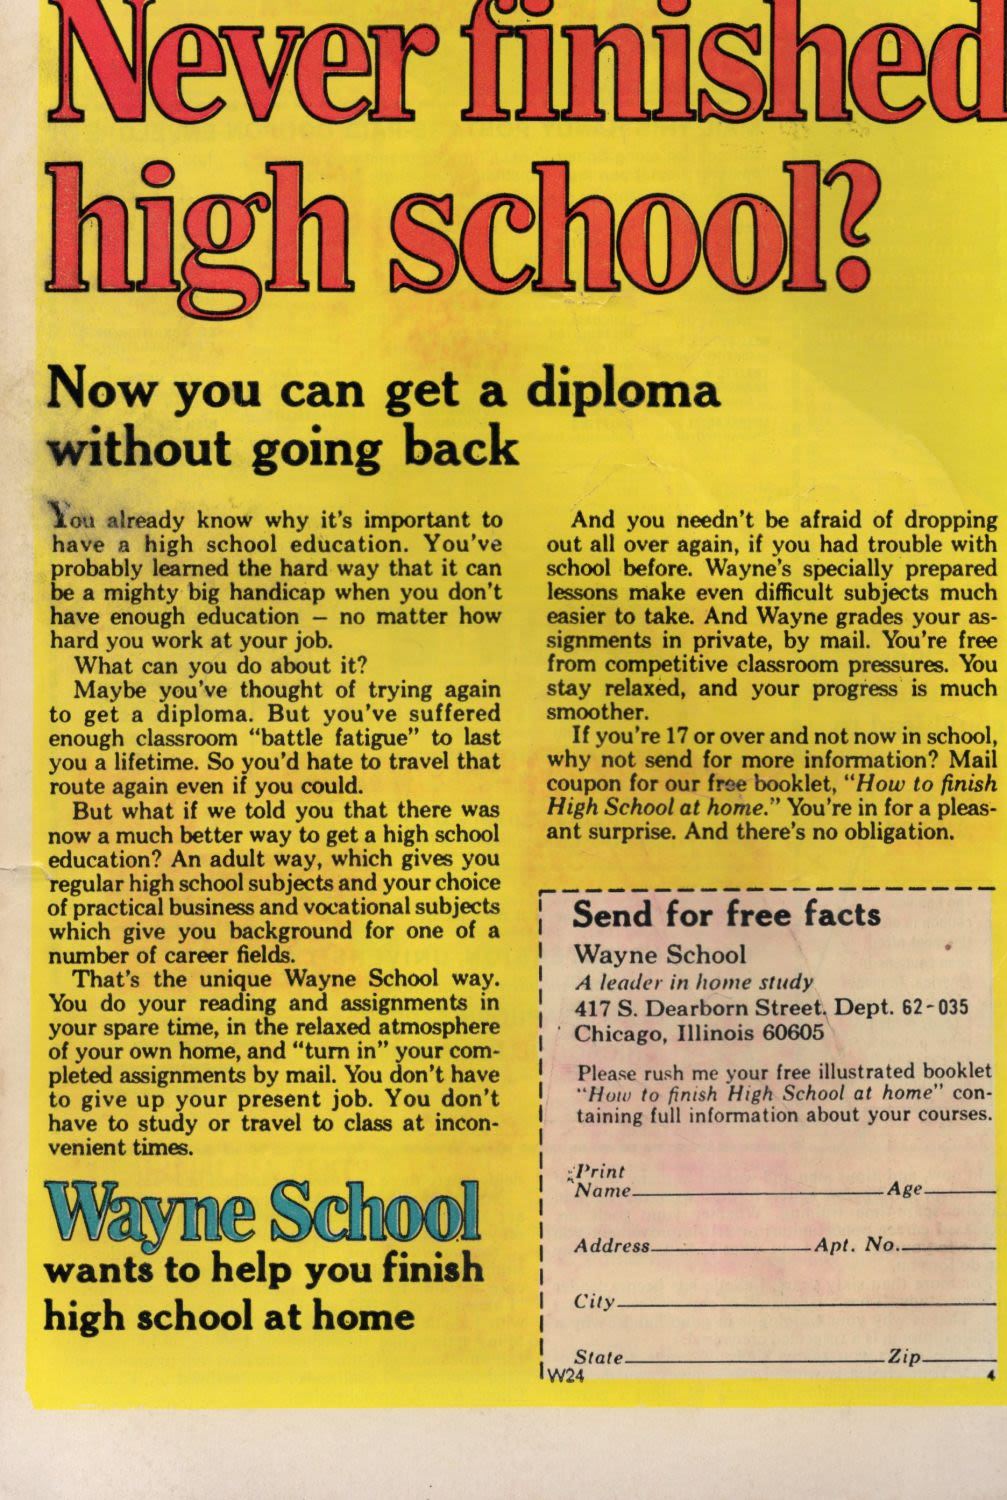 Never finished
high school?
Now you can get a diploma
without going back
You already know why it's important to
have a high school education. You've
probably learned the hard way that it can
be a mighty big handicap when you don't
have enough education — no matter how
hard you work at your job.
What can you do about it?
Maybe you've thought of trying again
to get a diploma. But you've suffered
enough classroom "battle fatigue" to last
you a lifetime. So you'd hate to travel that
route again even if you could.
But what if we told you that there was
now a much better way to get a high school
education? An adult way, which gives you
regular high school subjects and your choice
of practical business and vocational subjects
which give you background for one of a
number of career fields.
That's the unique Wayne School way.
You do your reading and assignments in
your spare time, in the relaxed atmosphere
of your own home, and "turn in" your com-
pleted assignments by mail. You don't have
to give up your present job. You don't
have to study or travel to class at incon-
venient times.
Wayne School
wants to help you finish
high school at home
And you needn't be afraid of dropping
out all over again, if you had trouble with
school before. Wayne's specially prepared
lessons make even difficult subjects much
easier to take. And Wayne grades your as-
signments in private, by mail. You're free
from competitive classroom pressures. You
stay relaxed, and your progress is much
smoother.
If you're 17 or over and not now in school,
why not send for more information? Mail
coupon for our free booklet, "How to finish
High School at home." You're in for a pleas-
ant surprise. And there's no obligation.
Send for free facts
Wayne School
A leader in home study
417 S. Dearborn Street. Dept. 62-035
Chicago, Illinois 60605
Please rush me your free illustrated booklet
"How to finish High School at home" con-
taining full information about your courses.
Print
Name Age
Address Apt. No.
City
State Zip
W24 4